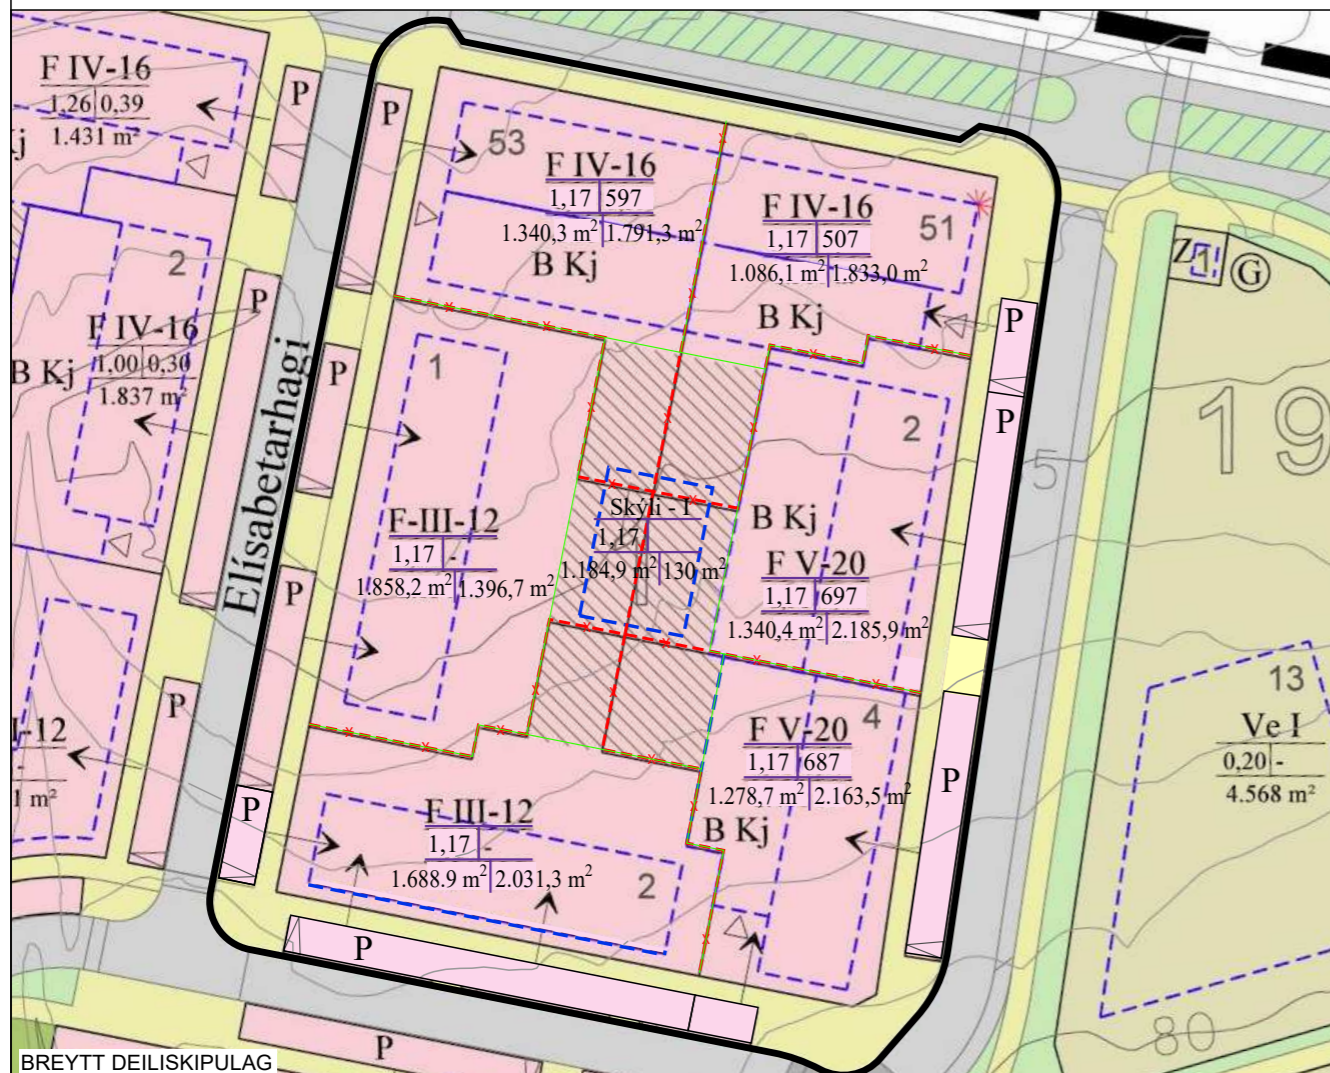 F IV-16
1,26 0,39
1.431 m²
P
P
53
F IV-16
1,17 597
1.340,3 m² 1.791,3 m²
B Kj
F IV-16
51
1,17 507
1.086,1 m² 1.833,0 m²
B Kj
Z 1 G
2
F IV-16
1,00 0,30
1.837 m²
B Kj
P
Elísabetarhagi
P
1
F-III-12
1,17 -
1.858,2 m² 1.396,7 m²
Skýli - I
1,17
1.184,9 m² 130 m²
P
P
2
B Kj
F V-20
1,17 697
1.340,4 m² 2.185,9 m²
5
19
P
P
13
Ve I
0,20 -
4.568 m²
F V-20
4
1,17 687
1.278,7 m² 2.163,5 m²
B Kj
P
P
F III-12
1,17 -
1.688.9 m² 2.031,3 m²
2
P
80
P
BREYTT DEILISKIPULAG